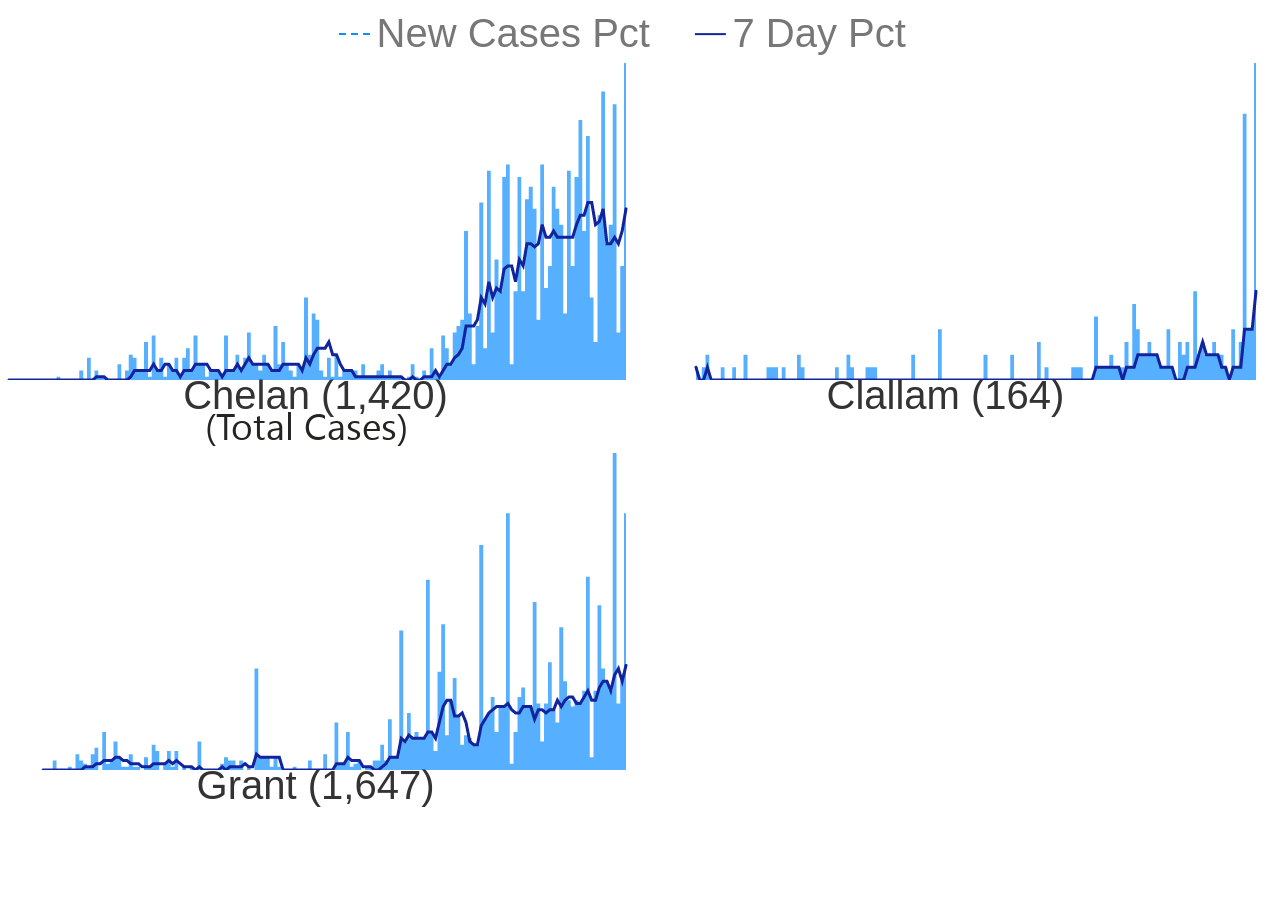 New Cases Pct 7 Day Pct
Chelan (1,420)
(Total Cases)
Clallam (164)
Grant (1,647)